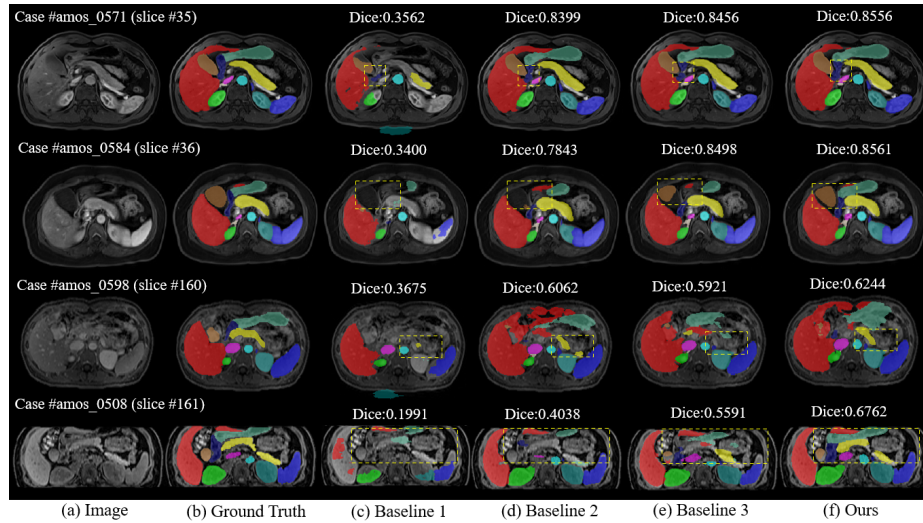 Case #amos_0571 (slice #35) Dice:0.3562 Dice:0.8399 Dice:0.8456 Dice:0.8556
Case #amos_0584 (slice #36) Dice:0.3400 Dice:0.7843 Dice:0.8498 Dice:0.8561
Case #amos_0598 (slice #160) Dice:0.3675 Dice:0.6062 Dice:0.5921 Dice:0.6244
Case #amos_0508 (slice #161) Dice:0.1991 Dice:0.4038 Dice:0.5591 Dice:0.6762
(a) Image (b) Ground Truth (c) Baseline 1 (d) Baseline 2 (e) Baseline 3 (f) Ours